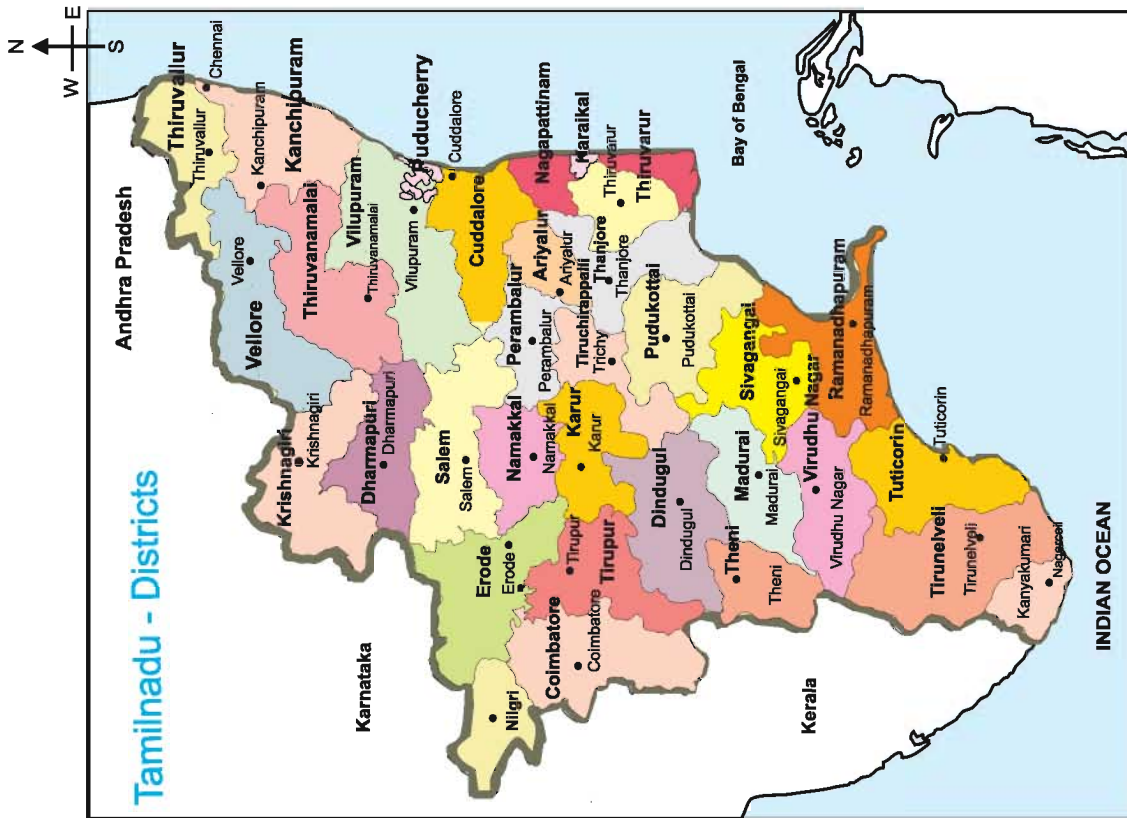 Tamilnadu - Districts
N
W
E
S
Andhra Pradesh
Karnataka
Kerala
Bay of Bengal
INDIAN OCEAN
Thiruvallur
Thiruvallur
Chennai
Kanchipuram
Kanchipuram
Vellore
Vellore
Thiruvanamalai
Thiruvanamalai
Vilupuram
Vilupuram
Puducherry
Krishnagiri
Krishnagiri
Dharmapuri
Dharmapuri
Salem
Salem
Cuddalore
Cuddalore
Nilgri
Erode
Erode
Namakkal
Namakkal
Perambalur
Perambalur
Ariyalur
Ariyalur
Nagapattinam
Karaikal
Coimbatore
Coimbatore
Tirupur
Tirupur
Karur
Karur
Tiruchirappalli
Trichy
Thanjore
Thanjore
Thiruvarur
Thiruvarur
Dindugul
Dindugul
Pudukottai
Pudukottai
Theni
Theni
Madurai
Madurai
Sivagangai
Sivagangai
Virudhu Nagar
Virudhu Nagar
Ramanadhapuram
Ramanadhapuram
Tuticorin
Tuticorin
Tirunelveli
Tirunelveli
Kanyakumari